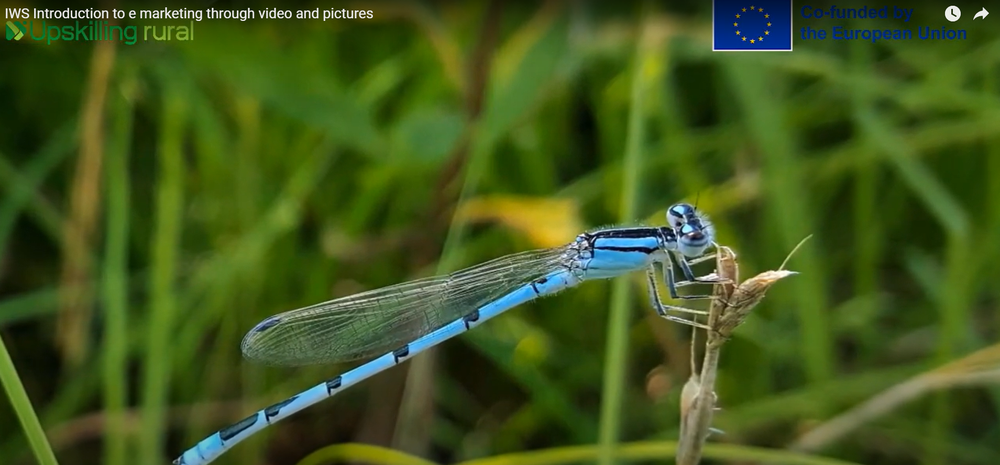 IWS Introduction to e marketing through video and pictures
Upskilling rural
Co-funded by
the European Union